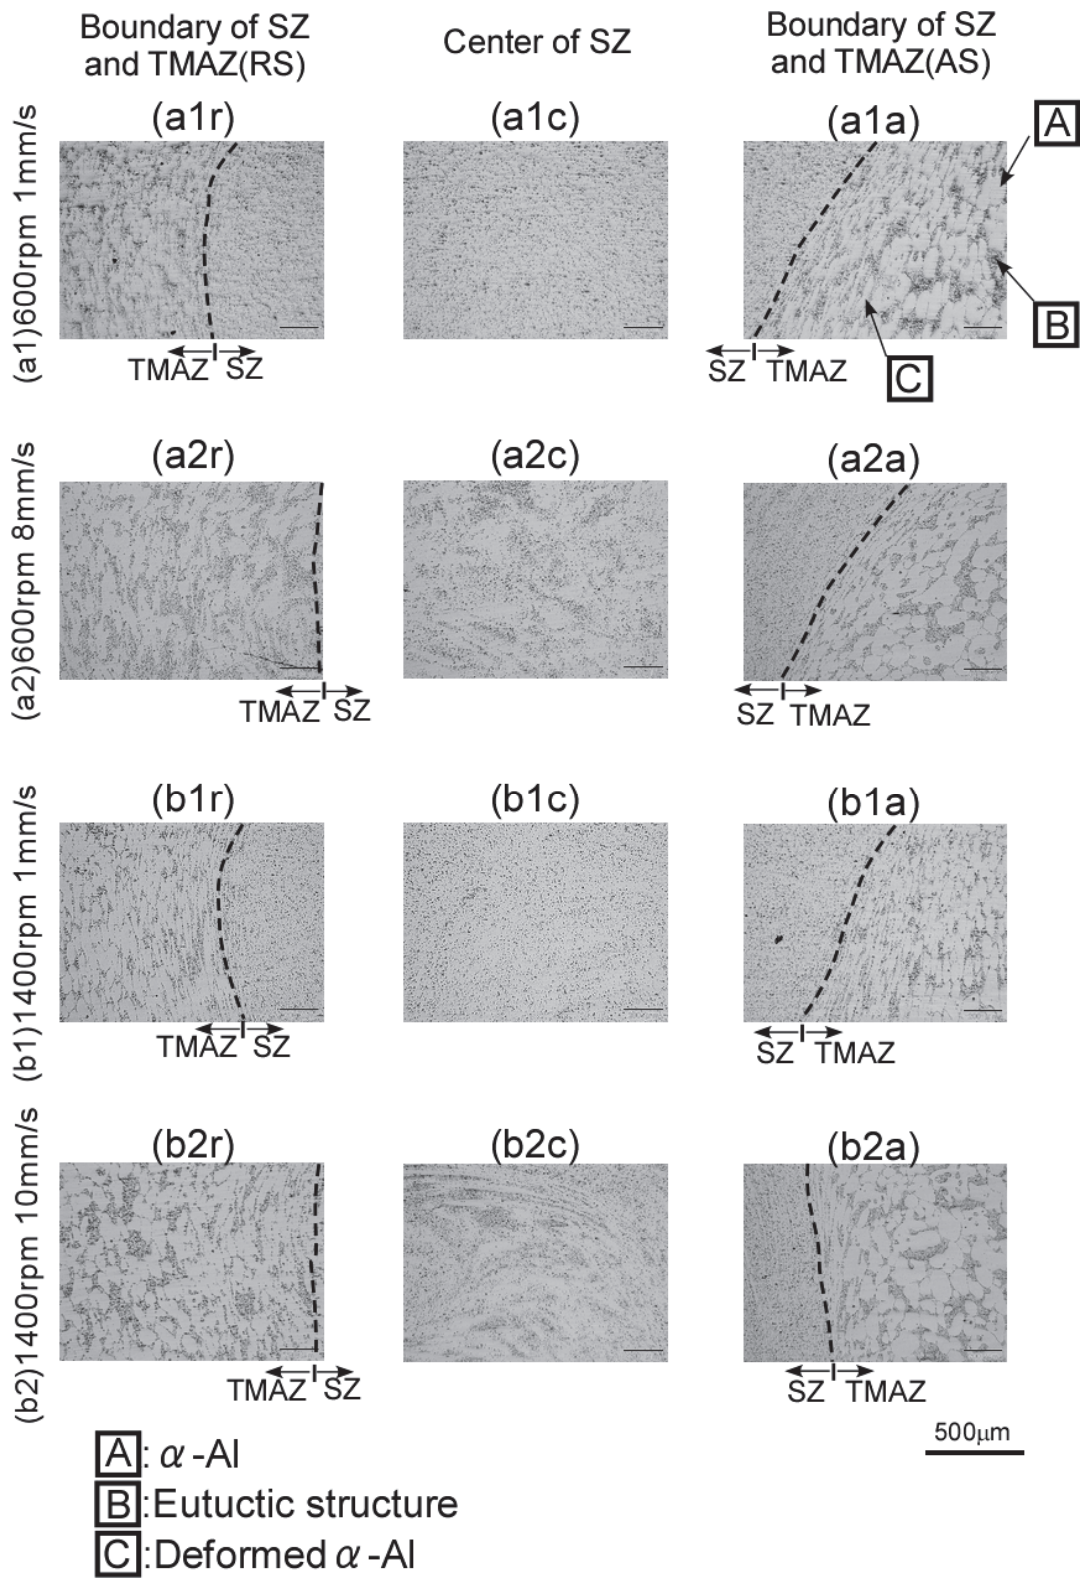 Boundary of SZ
and TMAZ(RS)
Center of SZ
Boundary of SZ
and TMAZ(AS)
(a1)600rpm 1mm/s
(a1r)
(a1c)
(a1a)
A
B
C
TMAZ SZ
SZ TMAZ
(a2)600rpm 8mm/s
(a2r)
(a2c)
(a2a)
TMAZ SZ
SZ TMAZ
(b1)1400rpm 1mm/s
(b1r)
(b1c)
(b1a)
TMAZ SZ
SZ TMAZ
(b2)1400rpm 10mm/s
(b2r)
(b2c)
(b2a)
TMAZ SZ
SZ TMAZ
500μm
A: α-Al
B:Eutuctic structure
C:Deformed α-Al